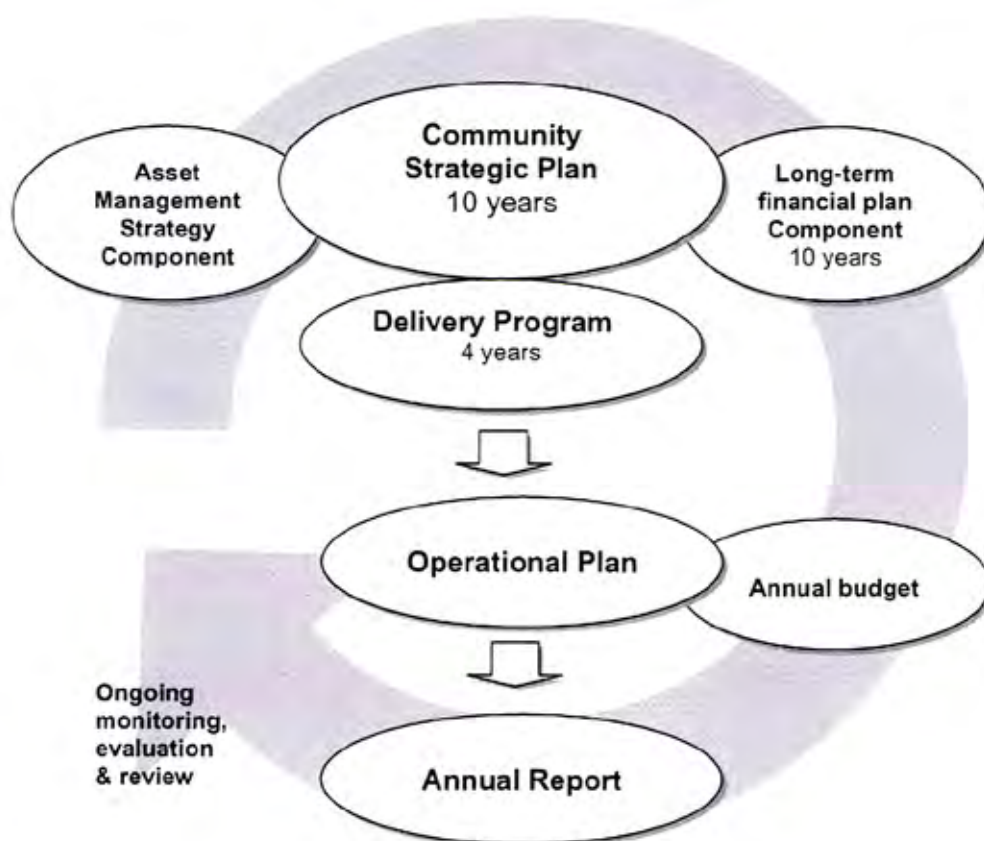 Community
Strategic Plan
10 years
Asset
Management
Strategy
Component
Long-term
financial plan
Component
10 years
Delivery Program
4 years
Operational Plan
Annual budget
Ongoing
monitoring,
evaluation
& review
Annual Report